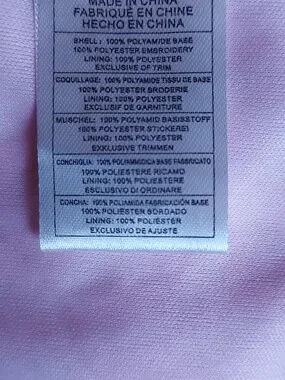 MADE IN CHINA
FABRIQUÉ EN CHINE
HECHO EN CHINA
SHELL: 100% POLYAMIDE BASE
100% POLYESTER EMBROIDERY
LINING: 100% POLYESTER
EXCLUSIVE OF TRIM
COQUILLAGE: 100% POLYAMIDE TISSU DE BASE
100% POLYESTER BRODERIE
LINING: 100% POLYESTER
EXCLUSIF DE GARNITURE
MUSCHEL: 100% POLYAMID BASISSTOFF
100% POLYESTER STICKEREI
LINING: 100% POLYESTER
EXKLUSIVE TRIMMEN
CONCHIGLIA: 100% POLIAMMIDICA BASE FABBRICATO
100% POLIESTERE RICAMO
LINING: 100% POLYESTER
ESCLUSIVO DI ORDINARE
CONCHA: 100% POLIAMIDA FABRICACIÓN BASE
100% POLIÉSTER BORDADO
LINING: 100% POLIÉSTER
EXCLUSIVO DE AJUSTE